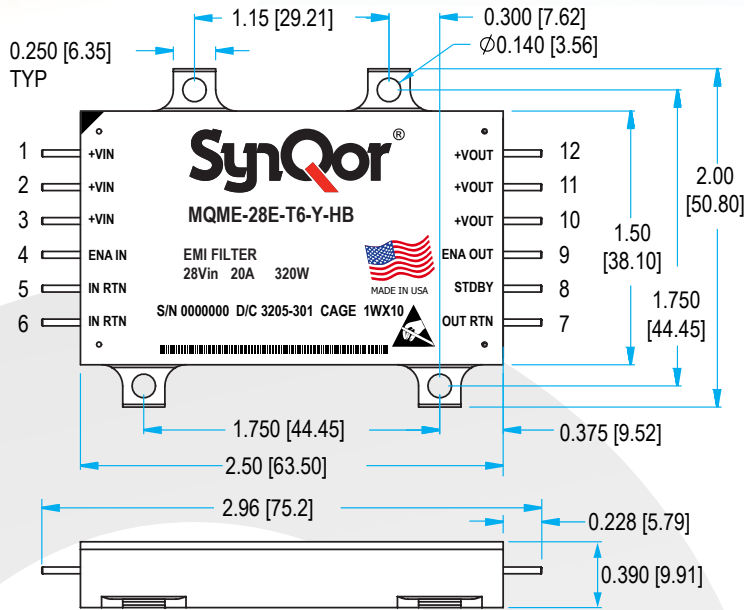 1.15 [29.21]
0.300 [7.62]
0.250 [6.35]
TYP
Ø0.140 [3.56]
SynQor®
1 +VIN
+VOUT 12
2 +VIN
+VOUT 11
3 +VIN
MQME-28E-T6-Y-HB
+VOUT 10
2.00
[50.80]
4 ENA IN
EMI FILTER
ENA OUT 9
1.50
[38.10]
28Vin 20A 320W
5 IN RTN
MADE IN USA
STDBY 8
S/N 0000000 D/C 3205-301 CAGE 1WX10
6 IN RTN
OUT RTN 7
1.750
[44.45]
1.750 [44.45]
0.375 [9.52]
2.50 [63.50]
2.96 [75.2]
0.228 [5.79]
0.390 [9.91]